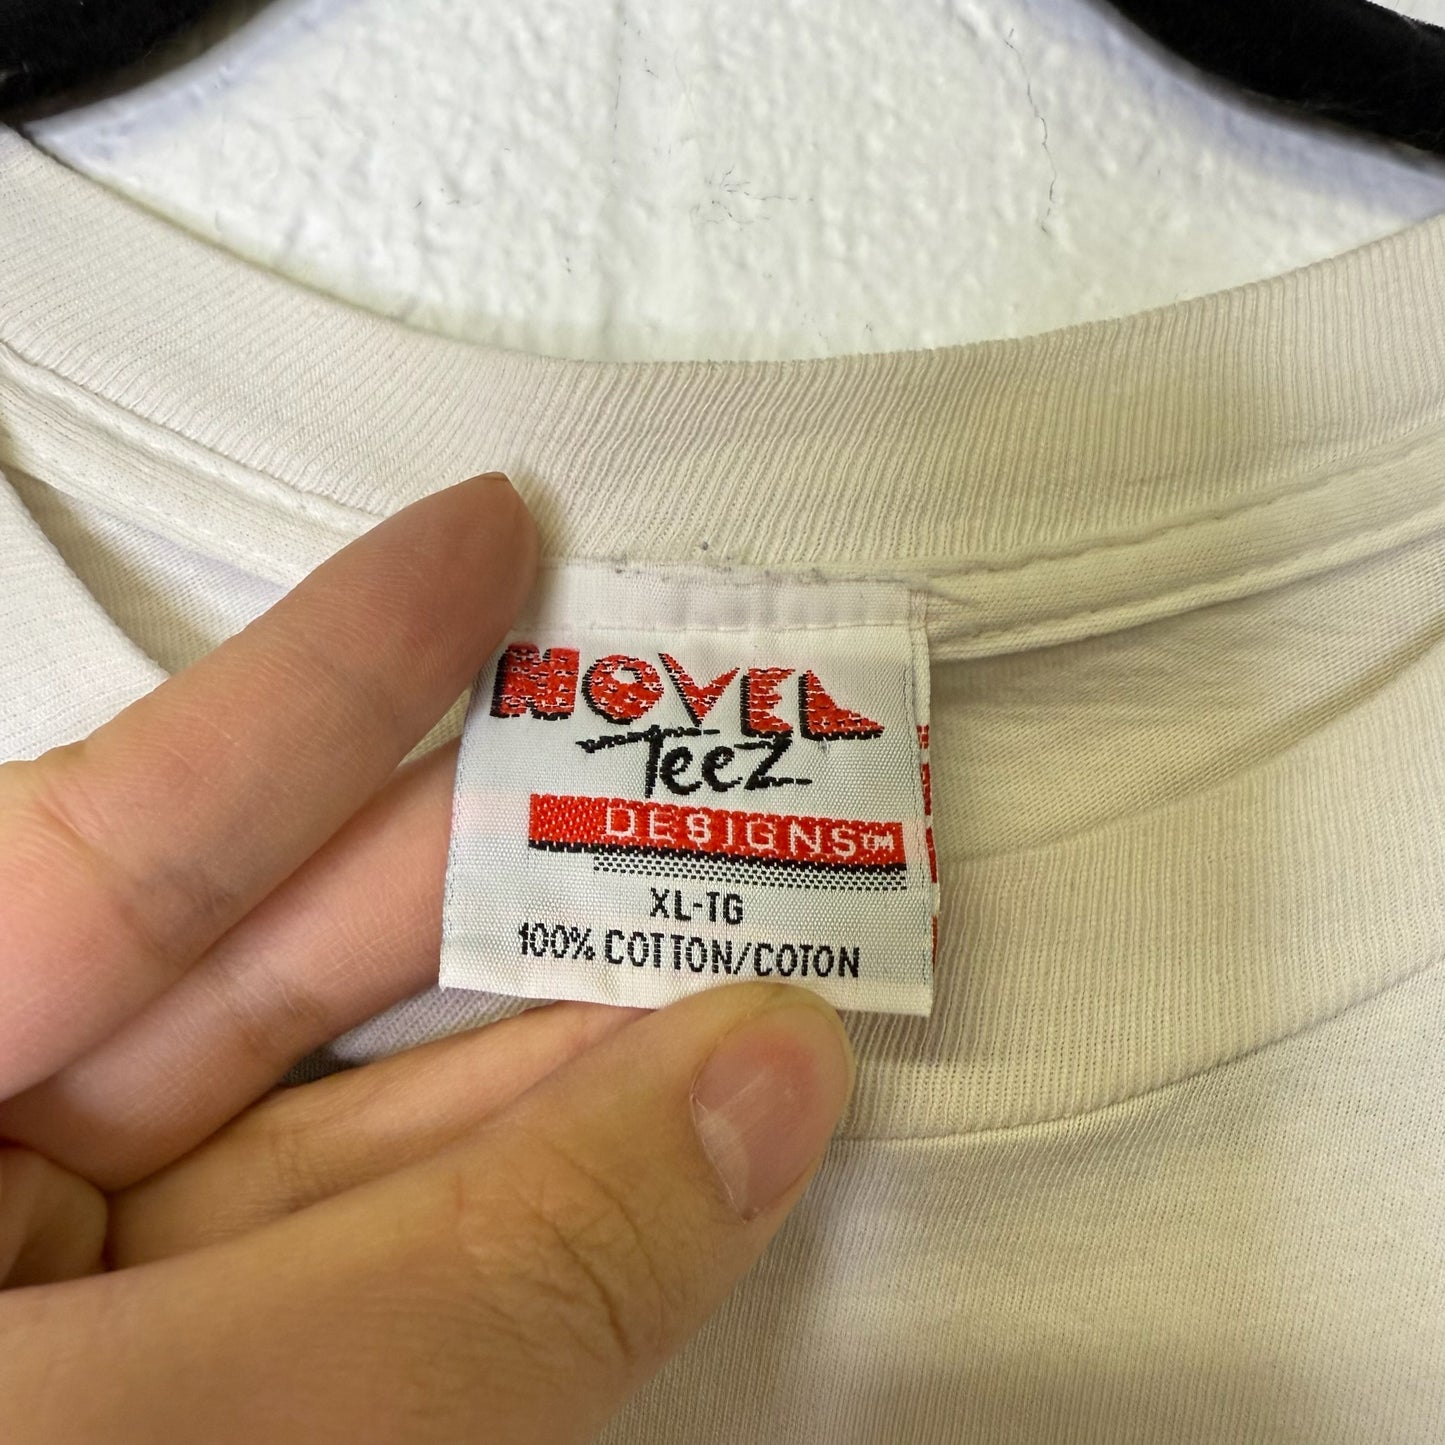 NOVEL
Teez
DESIGNS™
XL-TG
100% COTTON/COTON